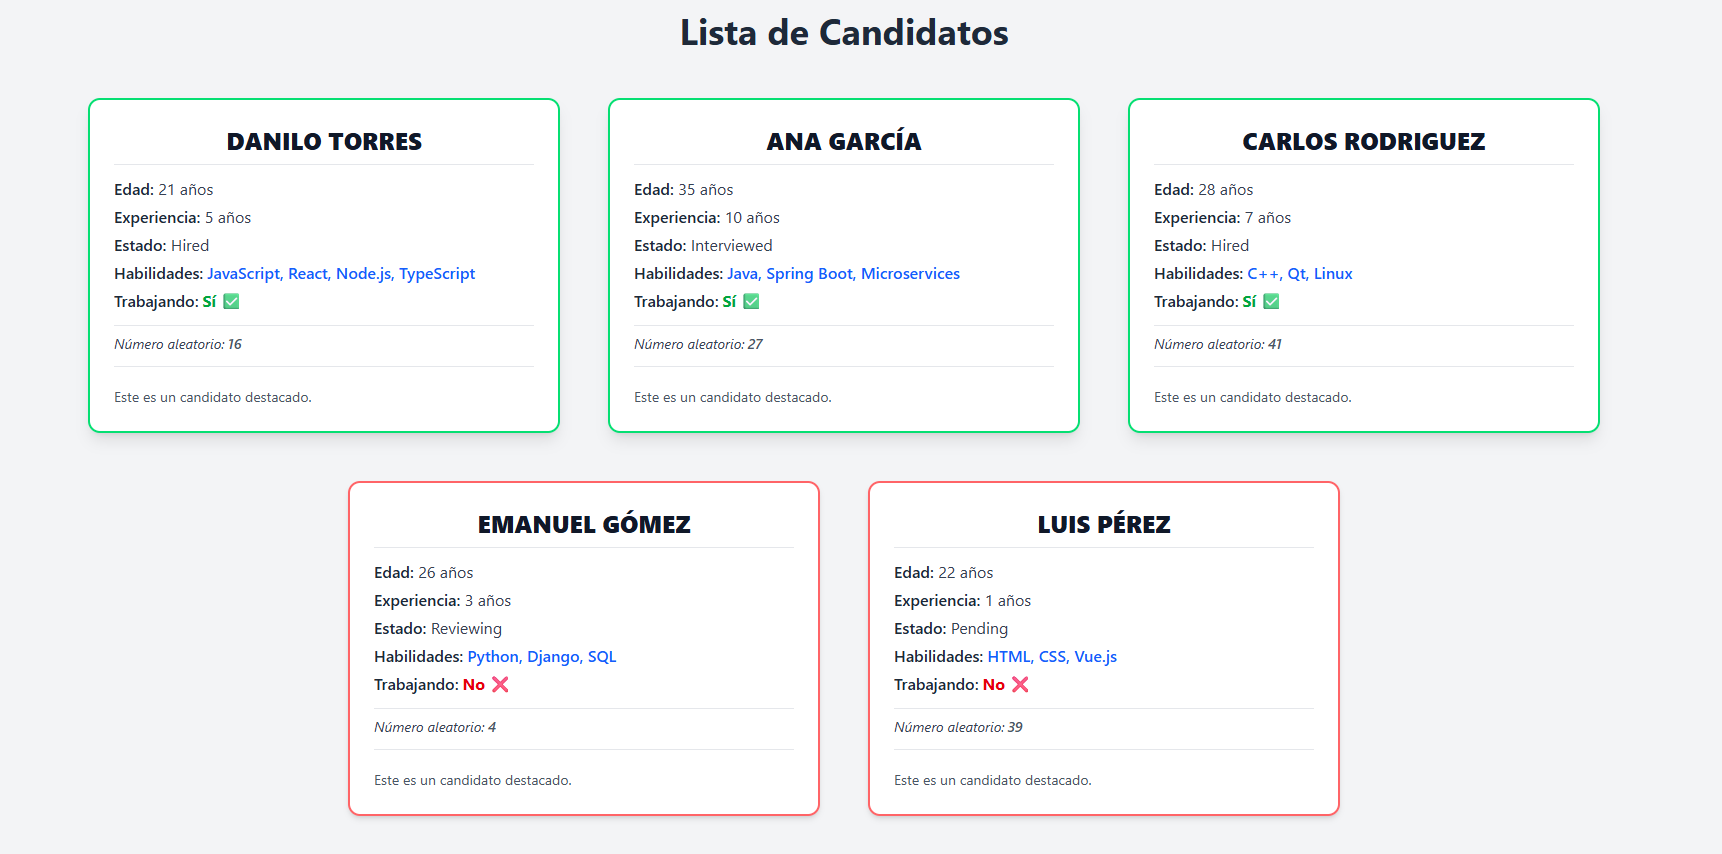 Lista de Candidatos
DANILO TORRES
Edad: 21 años
Experiencia: 5 años
Estado: Hired
Habilidades: JavaScript, React, Node.js, TypeScript
Trabajando: Sí ✅
Número aleatorio: 16
Este es un candidato destacado.
ANA GARCÍA
Edad: 35 años
Experiencia: 10 años
Estado: Interviewed
Habilidades: Java, Spring Boot, Microservices
Trabajando: Sí ✅
Número aleatorio: 27
Este es un candidato destacado.
CARLOS RODRIGUEZ
Edad: 28 años
Experiencia: 7 años
Estado: Hired
Habilidades: C++, Qt, Linux
Trabajando: Sí ✅
Número aleatorio: 41
Este es un candidato destacado.
EMANUEL GÓMEZ
Edad: 26 años
Experiencia: 3 años
Estado: Reviewing
Habilidades: Python, Django, SQL
Trabajando: No ❌
Número aleatorio: 4
Este es un candidato destacado.
LUIS PÉREZ
Edad: 22 años
Experiencia: 1 años
Estado: Pending
Habilidades: HTML, CSS, Vue.js
Trabajando: No ❌
Número aleatorio: 39
Este es un candidato destacado.